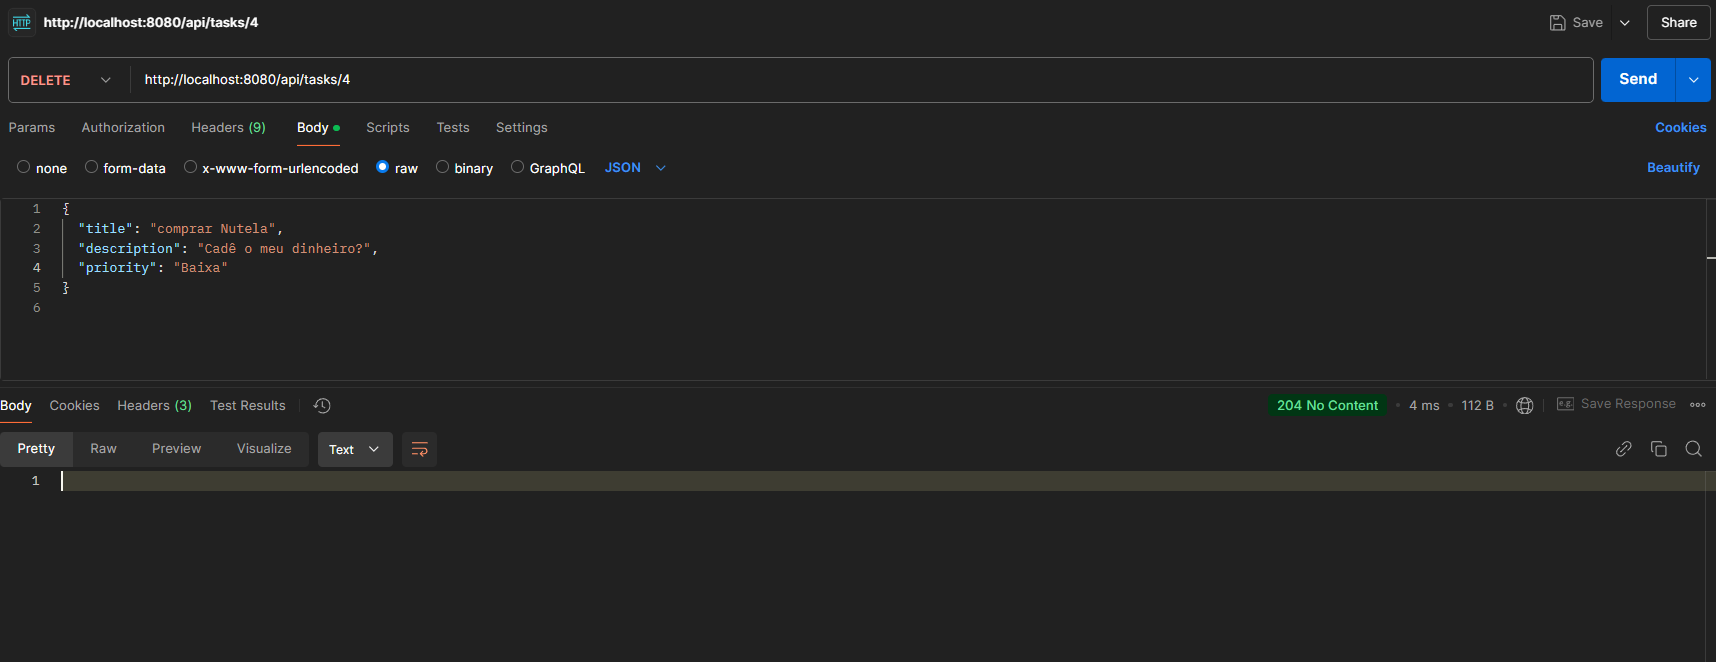 HTTP http://localhost:8080/api/tasks/4 Save Share
DELETE http://localhost:8080/api/tasks/4 Send
Params Authorization Headers (9) Body Scripts Tests Settings Cookies
none form-data x-www-form-urlencoded raw binary GraphQL JSON Beautify
1 {
2 "title": "comprar Nutela",
3 "description": "Cadê o meu dinheiro?",
4 "priority": "Baixa"
5 }
6
Body Cookies Headers (3) Test Results 204 No Content • 4 ms • 112 B • e.g. Save Response
Pretty Raw Preview Visualize Text
1